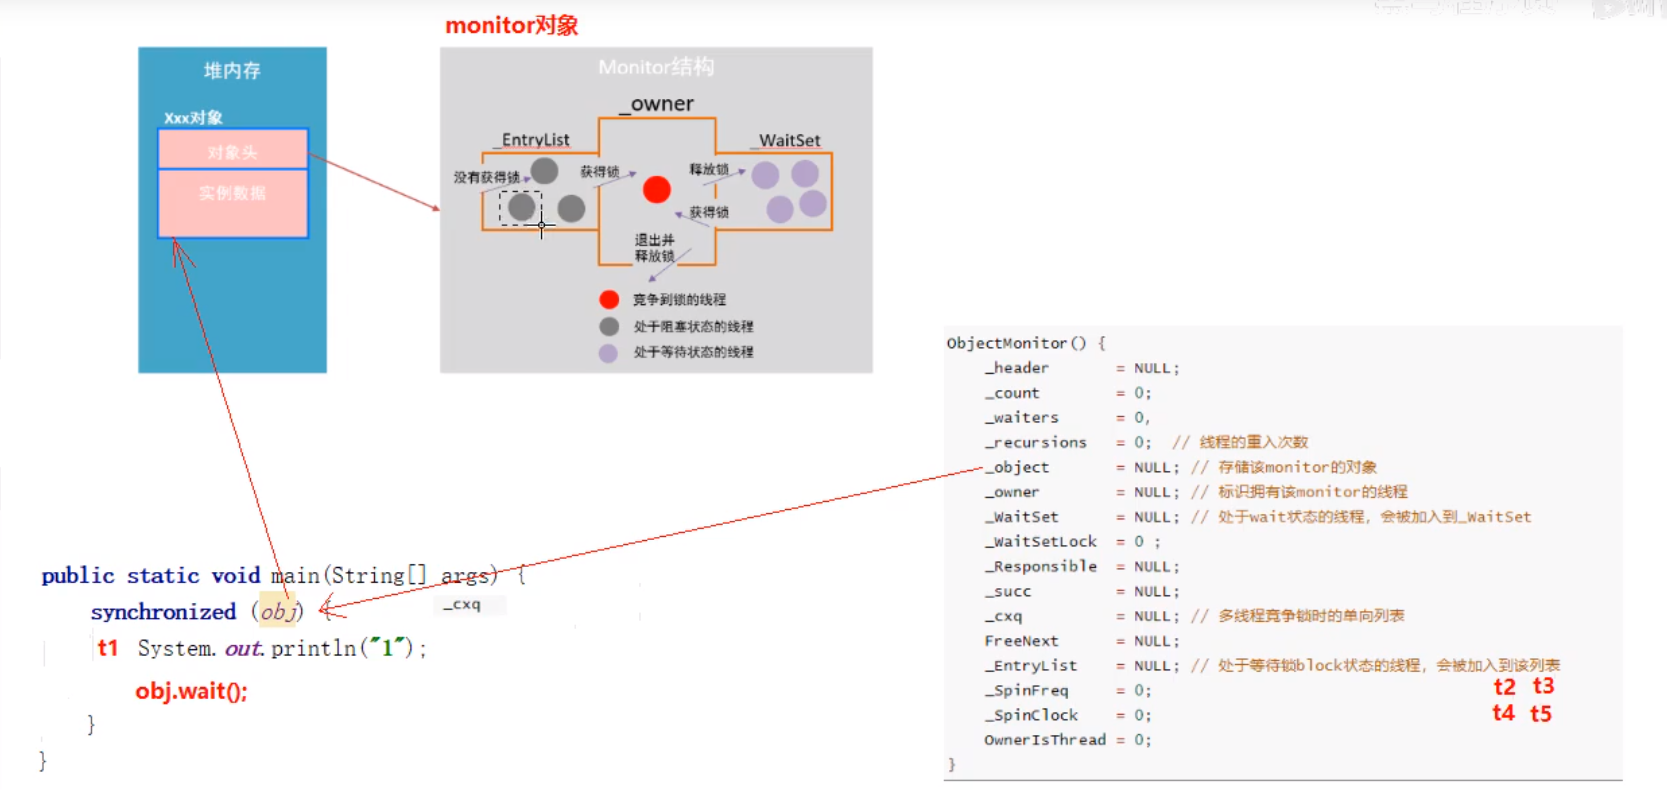 monitor对象
堆内存
Xxx对象
对象头
实例数据
Monitor结构
_owner
_EntryList
_WaitSet
没有获得锁
获得锁
释放锁
获得锁
退出并
释放锁
竞争到锁的线程
处于阻塞状态的线程
处于等待状态的线程
public static void main(String[] args) {
synchronized (obj) {
_cxq
t1 System.out.println("1");
obj.wait();
}
}
ObjectMonitor() {
_header = NULL;
_count = 0;
_waiters = 0,
_recursions = 0; // 线程的重入次数
_object = NULL; // 存储该monitor的对象
_owner = NULL; // 标识拥有该monitor的线程
_WaitSet = NULL; // 处于wait状态的线程，会被加入到_WaitSet
_WaitSetLock = 0 ;
_Responsible = NULL;
_succ = NULL;
_cxq = NULL; // 多线程竞争锁时的单向列表
FreeNext = NULL;
_EntryList = NULL; // 处于等待锁block状态的线程，会被加入到该列表
_SpinFreq = 0;
_SpinClock = 0;
OwnerIsThread = 0;
}
t2 t3
t4 t5